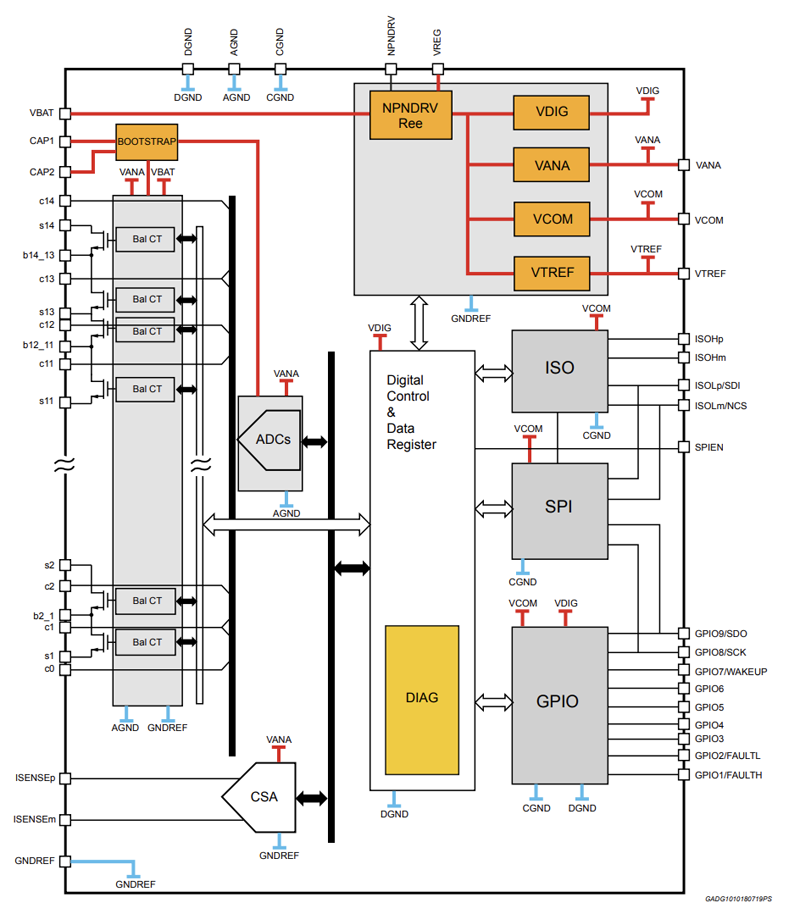 DGND
AGND
CGND
NPNDRV
VREG
DGND
AGND
CGND
VBAT
CAP1
CAP2
BOOTSTRAP
VANA
VBAT
NPNDRV
Ree
VDIG
VDIG
VANA
VANA
VANA
VCOM
VCOM
VCOM
VTREF
VTREF
VTREF
GNDREF
c14
s14
b14_13
c13
s13
c12
b12_11
c11
s11
Bal CT
Bal CT
Bal CT
Bal CT
VANA
ADCs
AGND
VDIG
Digital
Control
&
Data
Register
VCOM
ISO
CGND
ISOHp
ISOHm
ISOLp/SDI
ISOLm/NCS
SPIEN
VCOM
SPI
CGND
s2
c2
b2_1
c1
s1
c0
Bal CT
Bal CT
AGND
GNDREF
DIAG
DGND
VCOM
VDIG
GPIO
CGND
DGND
GPIO9/SDO
GPIO8/SCK
GPIO7/WAKEUP
GPIO6
GPIO5
GPIO4
GPIO3
GPIO2/FAULTL
GPIO1/FAULTH
VANA
ISENSEp
CSA
ISENSEm
GNDREF
GNDREF
GNDREF
GADG1010180719PS